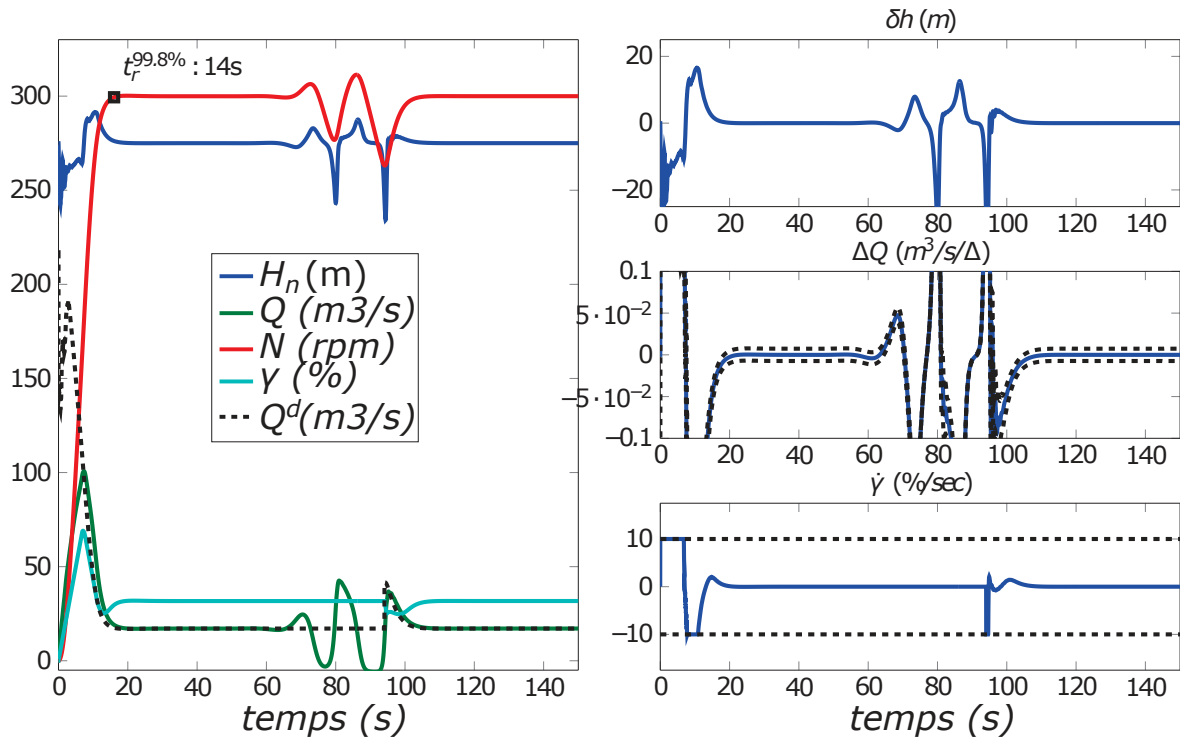 t_r^99.8% : 14s
300
250
200
150
100
50
0
0 20 40 60 80 100 120 140
temps (s)
H_n (m)
Q (m3/s)
N (rpm)
γ (%)
Q^d (m3/s)
δh (m)
20
0
−20
0 20 40 60 80 100 120 140
ΔQ (m³/s/Δ)
0.1
5·10⁻²
0
−5·10⁻²
−0.1
0 20 40 60 80 100 120 140
γ̇ (%/sec)
10
0
−10
0 20 40 60 80 100 120 140
temps (s)